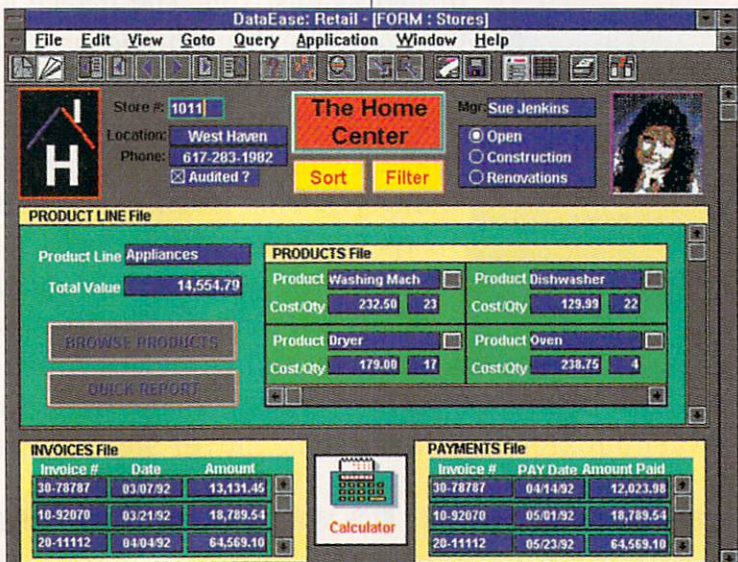 DataEase: Retail - [FORM : Stores]
File Edit View Goto Query Application Window Help
H
Store #: 1011
Location: West Haven
Phone: 617-283-1982
Audited ?
The Home
Center
Sort Filter
Mgr: Sue Jenkins
Open
Construction
Renovations
PRODUCT LINE File
Product Line Appliances
Total Value 14,554.79
BROWSE PRODUCTS
QUICK REPORT
PRODUCTS File
Product Washing Mach Product Dishwasher
Cost/Qty 232.50 23 Cost/Qty 129.99 22
Product Dryer Product Oven
Cost/Qty 179.00 17 Cost/Qty 238.75 4
INVOICES File
Invoice # Date Amount
30-78787 03/07/92 13,131.45
10-92070 03/21/92 18,789.54
20-11112 04/04/92 64,569.10
Calculator
PAYMENTS File
Invoice # PAY Date Amount Paid
30-78787 04/14/92 12,023.98
10-92070 05/01/92 18,789.54
20-11112 05/23/92 64,569.10